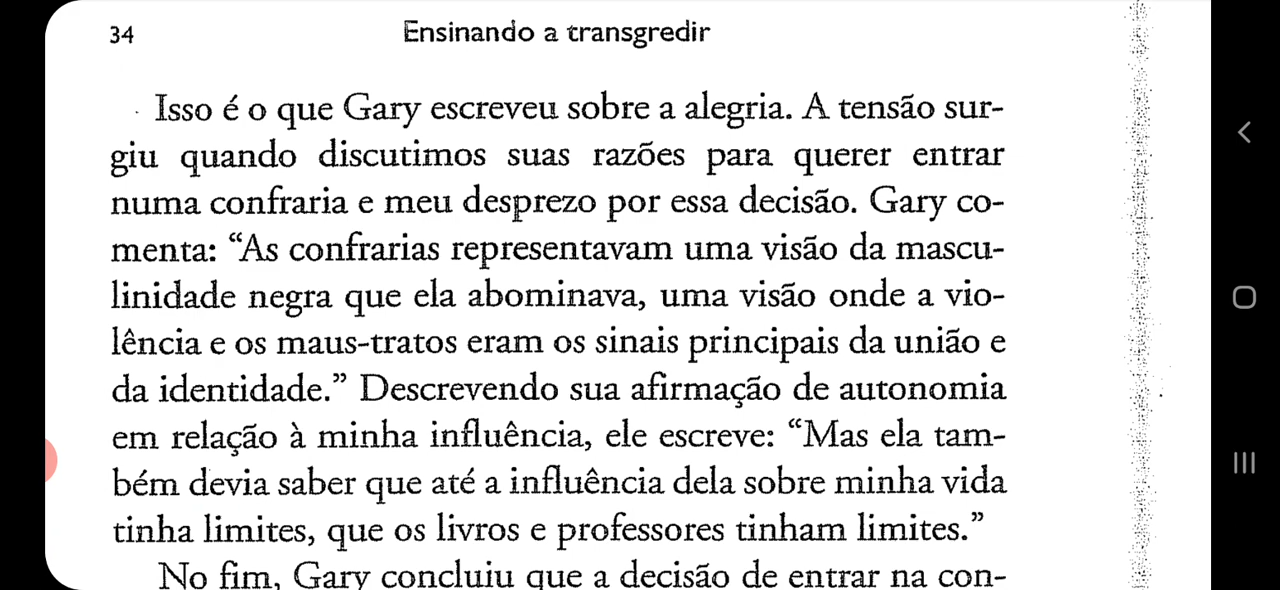 34
Ensinando a transgredir
Isso é o que Gary escreveu sobre a alegria. A tensão sur-
giu quando discutimos suas razões para querer entrar
numa confraria e meu desprezo por essa decisão. Gary co-
menta: “As confrarias representavam uma visão da mascu-
linidade negra que ela abominava, uma visão onde a vio-
lência e os maus-tratos eram os sinais principais da união e
da identidade.” Descrevendo sua afirmação de autonomia
em relação à minha influência, ele escreve: “Mas ela tam-
bém devia saber que até a influência dela sobre minha vida
tinha limites, que os livros e professores tinham limites.”
No fim, Gary concluiu que a decisão de entrar na con-